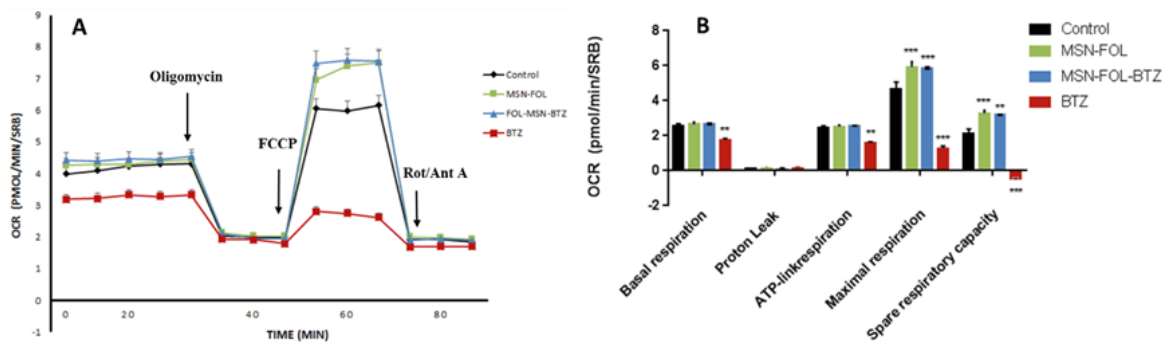 A
9
8
7
6
5
4
3
2
1
0
-1
OCR (PMOL/MIN/SRB)
0
20
40
60
80
TIME (MIN)
Oligomycin
FCCP
Rot/Ant A
Control
MSN-FOL
FOL-MSN-BTZ
BTZ
B
8
6
4
2
0
-2
OCR (pmol/min/SRB)
**
**
***
***
***
***
**
***
Basal respiration
Proton Leak
ATP-linkrespiration
Maximal respiration
Spare respiratory capacity
Control
MSN-FOL
MSN-FOL-BTZ
BTZ